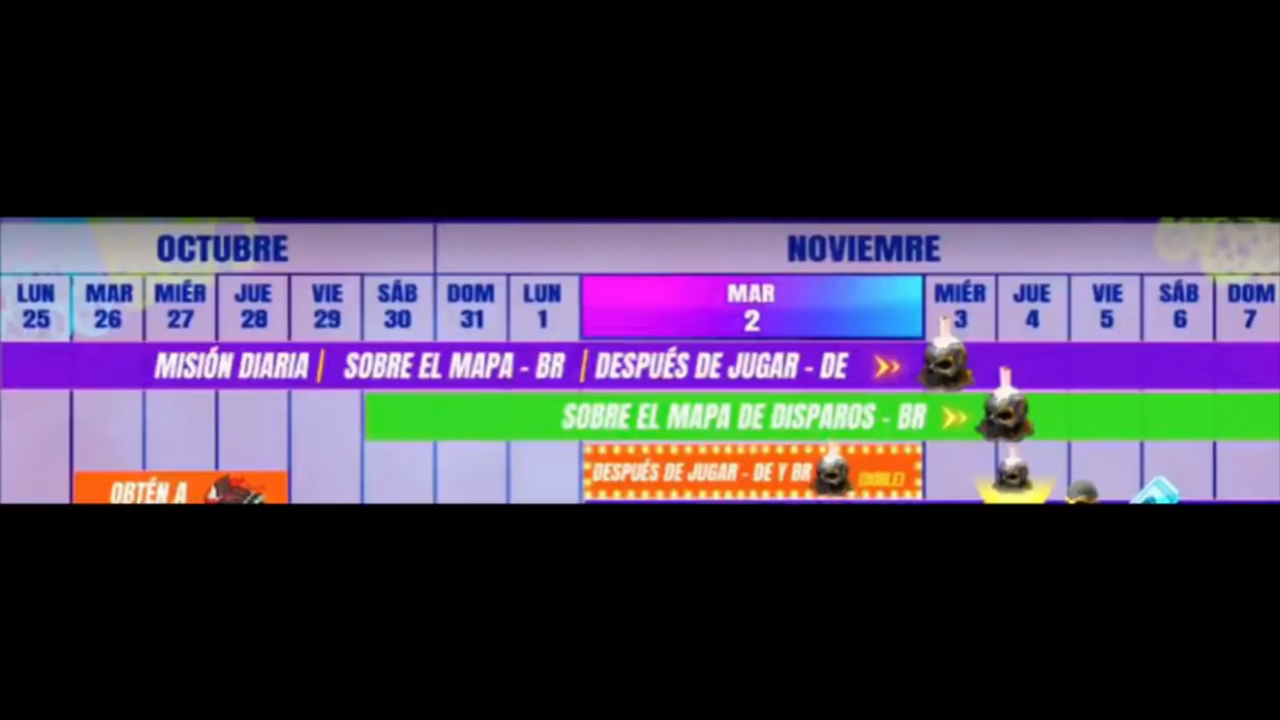 OCTUBRE NOVIEMRE
LUN MAR MIÉR JUE VIE SÁB DOM LUN MAR MIÉR JUE VIE SÁB DOM
25 26 27 28 29 30 31 1 2 3 4 5 6 7
MISIÓN DIARIA | SOBRE EL MAPA - BR | DESPUÉS DE JUGAR - DE
SOBRE EL MAPA DE DISPAROS - BR
DESPUÉS DE JUGAR - DE Y BR (DOBLE)
OBTÉN A